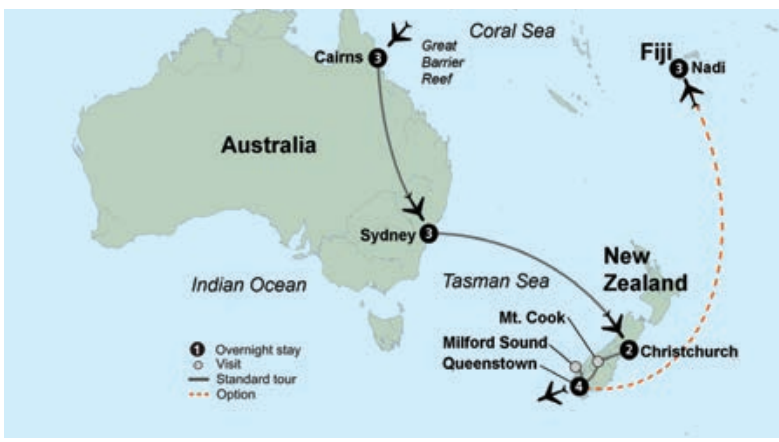 Coral Sea
Cairns 3
Great
Barrier
Reef
Fiji
3 Nadi
Australia
Sydney 3
New
Zealand
Indian Ocean
Tasman Sea
Mt. Cook
Milford Sound
2 Christchurch
Queenstown 4
1 Overnight stay
Visit
Standard tour
Option